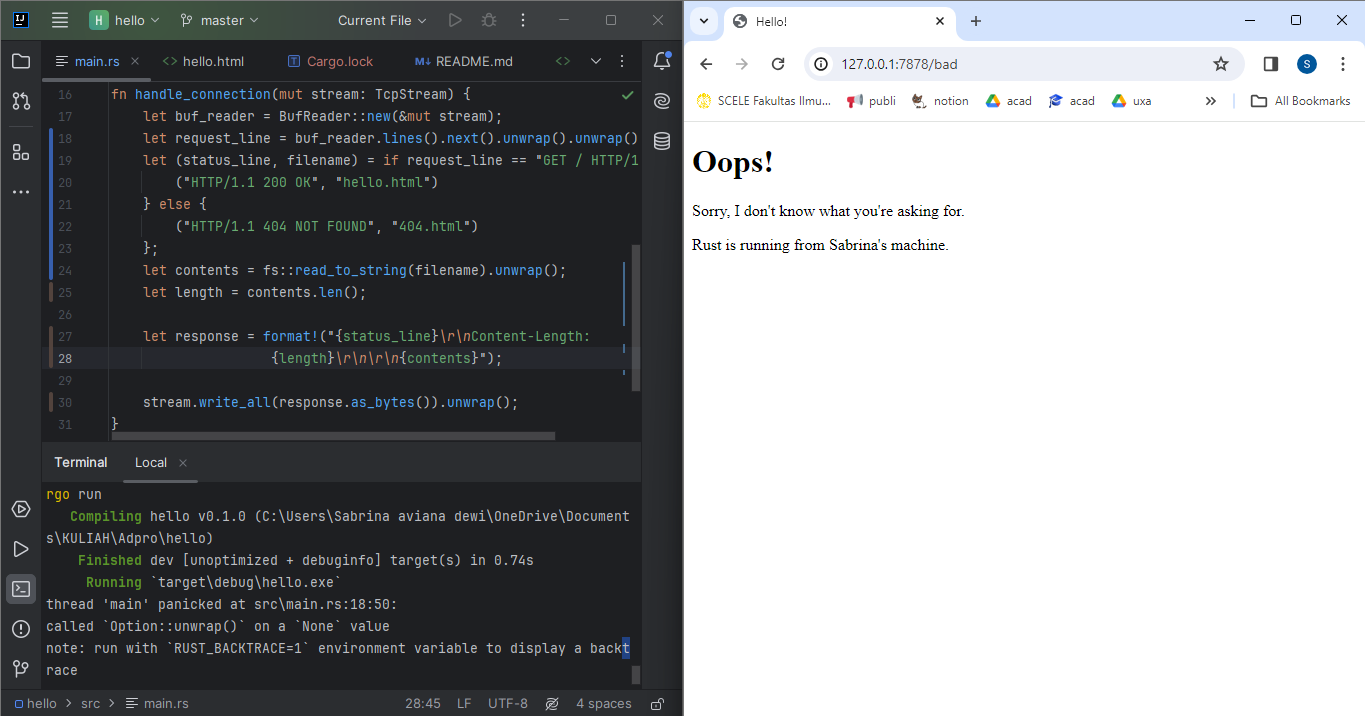 IJ
H hello master Current File
main.rs hello.html Cargo.lock README.md
16 fn handle_connection(mut stream: TcpStream) {
17 let buf_reader = BufReader::new(&mut stream);
18 let request_line = buf_reader.lines().next().unwrap().unwrap()
19 let (status_line, filename) = if request_line == "GET / HTTP/1
20 ("HTTP/1.1 200 OK", "hello.html")
21 } else {
22 ("HTTP/1.1 404 NOT FOUND", "404.html")
23 };
24 let contents = fs::read_to_string(filename).unwrap();
25 let length = contents.len();
26
27 let response = format!("{status_line}\r\nContent-Length:
28 {length}\r\n\r\n{contents}");
29
30 stream.write_all(response.as_bytes()).unwrap();
31 }
Terminal Local
rgo run
Compiling hello v0.1.0 (C:\Users\Sabrina aviana dewi\OneDrive\Document
s\KULIAH\Adpro\hello)
Finished dev [unoptimized + debuginfo] target(s) in 0.74s
Running `target\debug\hello.exe`
thread 'main' panicked at src\main.rs:18:50:
called `Option::unwrap()` on a `None` value
note: run with `RUST_BACKTRACE=1` environment variable to display a backt
race
hello > src > main.rs 28:45 LF UTF-8 4 spaces
Hello!
127.0.0.1:7878/bad S
SCELE Fakultas Ilmu... publi notion acad acad uxa All Bookmarks
Oops!
Sorry, I don't know what you're asking for.
Rust is running from Sabrina's machine.